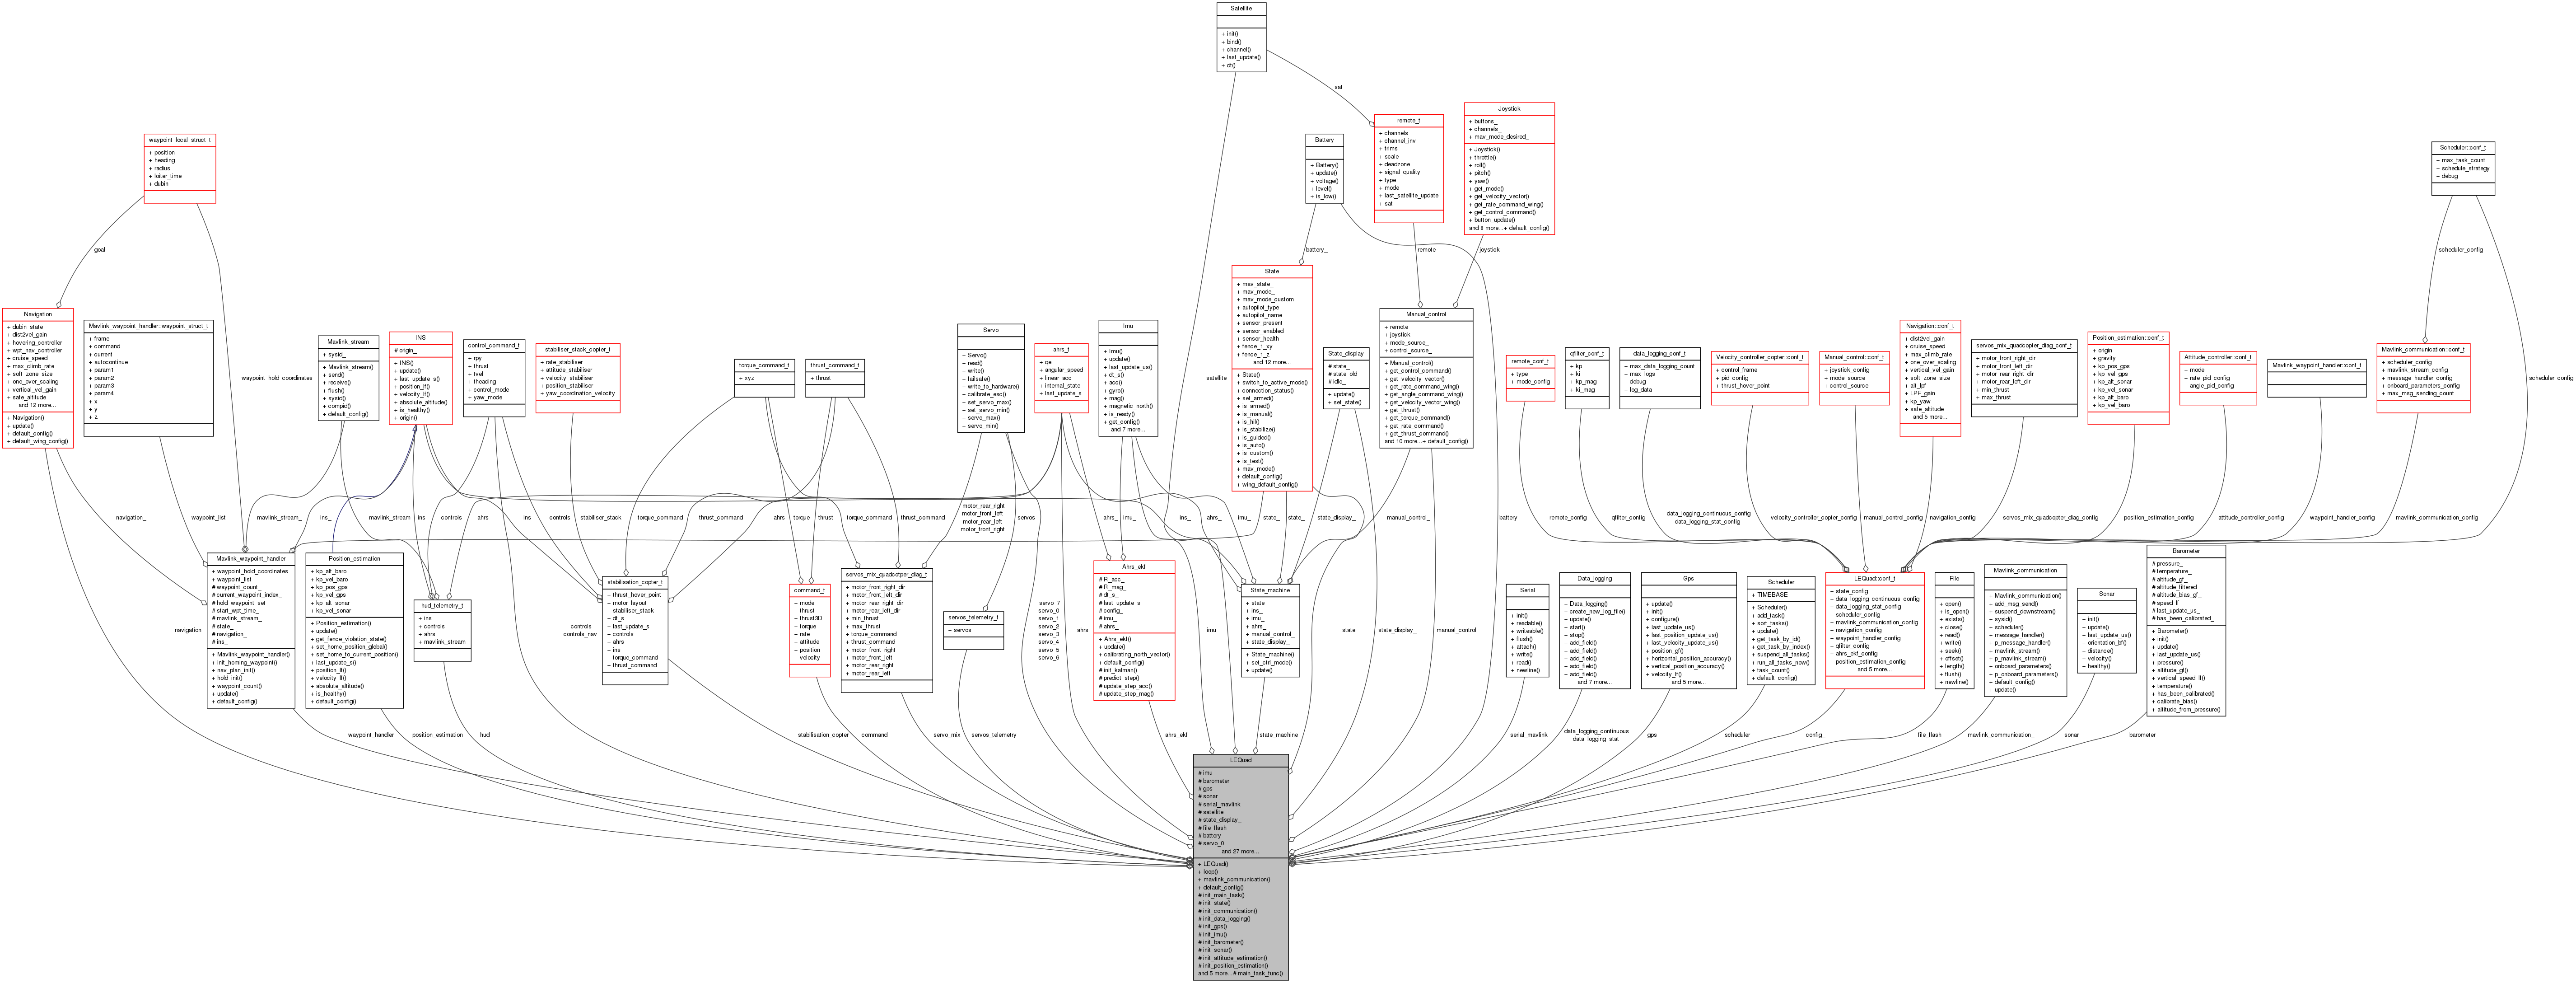 Satellite
+ init()
+ bind()
+ channel()
+ last_update()
+ dt()
sat
remote_t
+ channels
+ channel_inv
+ trims
+ scale
+ deadzone
+ signal_quality
+ type
+ mode
+ last_satellite_update
+ sat
Joystick
+ buttons_
+ channels_
+ mav_mode_desired_
+ Joystick()
+ throttle()
+ roll()
+ pitch()
+ yaw()
+ get_mode()
+ get_velocity_vector()
+ get_rate_command_wing()
+ get_control_command()
+ button_update()
and 8 more...+ default_config()
Battery
+ Battery()
+ update()
+ voltage()
+ level()
+ is_low()
waypoint_local_struct_t
+ position
+ heading
+ radius
+ loiter_time
+ dubin
Scheduler::conf_t
+ max_task_count
+ schedule_strategy
+ debug
goal
battery_
remote
joystick
scheduler_config
Navigation
+ dubin_state
+ dist2vel_gain
+ hovering_controller
+ wpt_nav_controller
+ cruise_speed
+ max_climb_rate
+ soft_zone_size
+ one_over_scaling
+ vertical_vel_gain
+ safe_altitude
and 12 more...
+ Navigation()
+ update()
+ default_config()
+ default_wing_config()
Mavlink_waypoint_handler::waypoint_struct_t
+ frame
+ command
+ current
+ autocontinue
+ param1
+ param2
+ param3
+ param4
+ x
+ y
+ z
waypoint_hold_coordinates
Mavlink_stream
+ sysid_
+ Mavlink_stream()
+ send()
+ receive()
+ flush()
+ sysid()
+ compid()
+ default_config()
INS
# origin_
+ INS()
+ update()
+ last_update_s()
+ position_lf()
+ velocity_lf()
+ absolute_altitude()
+ is_healthy()
+ origin()
control_command_t
+ rpy
+ thrust
+ tvel
+ theading
+ control_mode
+ yaw_mode
stabiliser_stack_copter_t
+ rate_stabiliser
+ attitude_stabiliser
+ velocity_stabiliser
+ position_stabiliser
+ yaw_coordination_velocity
torque_command_t
+ xyz
thrust_command_t
+ thrust
Servo
+ Servo()
+ read()
+ write()
+ failsafe()
+ write_to_hardware()
+ calibrate_esc()
+ set_servo_max()
+ set_servo_min()
+ servo_max()
+ servo_min()
ahrs_t
+ qe
+ angular_speed
+ linear_acc
+ internal_state
+ last_update_s
Imu
+ Imu()
+ update()
+ last_update_us()
+ dt_s()
+ acc()
+ gyro()
+ mag()
+ magnetic_north()
+ is_ready()
+ get_config()
and 7 more...
satellite
State
+ mav_state_
+ mav_mode_
+ mav_mode_custom
+ autopilot_type
+ autopilot_name
+ sensor_present
+ sensor_enabled
+ sensor_health
+ fence_1_xy
+ fence_1_z
and 12 more...
+ State()
+ switch_to_active_mode()
+ connection_status()
+ set_armed()
+ is_armed()
+ is_manual()
+ is_hil()
+ is_stabilize()
+ is_guided()
+ is_auto()
+ is_custom()
+ is_test()
+ mav_mode()
+ default_config()
+ wing_default_config()
State_display
# state_
# state_old_
# idle_
+ update()
+ set_state()
Manual_control
+ remote
+ joystick
+ mode_source_
+ control_source_
+ Manual_control()
+ get_control_command()
+ get_velocity_vector()
+ get_rate_command_wing()
+ get_angle_command_wing()
+ get_velocity_vector_wing()
+ get_thrust()
+ get_torque_command()
+ get_rate_command()
+ get_thrust_command()
and 10 more...+ default_config()
remote_conf_t
+ type
+ mode_config
qfilter_conf_t
+ kp
+ ki
+ kp_mag
+ ki_mag
data_logging_conf_t
+ max_data_logging_count
+ max_logs
+ debug
+ log_data
Velocity_controller_copter::conf_t
+ control_frame
+ pid_config
+ thrust_hover_point
Manual_control::conf_t
+ joystick_config
+ mode_source
+ control_source
Navigation::conf_t
+ dist2vel_gain
+ cruise_speed
+ max_climb_rate
+ one_over_scaling
+ vertical_vel_gain
+ soft_zone_size
+ alt_lpf
+ LPF_gain
+ kp_yaw
+ safe_altitude
and 5 more...
servos_mix_quadcopter_diag_conf_t
+ motor_front_right_dir
+ motor_front_left_dir
+ motor_rear_right_dir
+ motor_rear_left_dir
+ min_thrust
+ max_thrust
Position_estimation::conf_t
+ origin
+ gravity
+ kp_pos_gps
+ kp_vel_gps
+ kp_alt_sonar
+ kp_vel_sonar
+ kp_alt_baro
+ kp_vel_baro
Attitude_controller::conf_t
+ mode
+ rate_pid_config
+ angle_pid_config
Mavlink_waypoint_handler::conf_t
Mavlink_communication::conf_t
+ scheduler_config
+ mavlink_stream_config
+ message_handler_config
+ onboard_parameters_config
+ max_msg_sending_count
scheduler_config
navigation_
waypoint_list
mavlink_stream_
ins_
mavlink_stream
ins
controls
ahrs
ins
controls
stabiliser_stack
torque_command
thrust_command
ahrs
torque
thrust
torque_command
thrust_command
motor_rear_right
motor_front_left
motor_rear_left
motor_front_right
servos
ahrs_
imu_
ins_
ahrs_
imu_
state_
state_
state_display_
manual_control_
battery
remote_config
qfilter_config
data_logging_continuous_config
data_logging_stat_config
velocity_controller_copter_config
manual_control_config
navigation_config
servos_mix_quadcopter_diag_config
position_estimation_config
attitude_controller_config
waypoint_handler_config
mavlink_communication_config
Mavlink_waypoint_handler
+ waypoint_hold_coordinates
+ waypoint_list
# waypoint_count_
# current_waypoint_index_
# hold_waypoint_set_
# start_wpt_time_
# mavlink_stream_
# state_
# navigation_
# ins_
+ Mavlink_waypoint_handler()
+ init_homing_waypoint()
+ nav_plan_init()
+ hold_init()
+ waypoint_count()
+ update()
+ default_config()
Position_estimation
+ kp_alt_baro
+ kp_vel_baro
+ kp_pos_gps
+ kp_vel_gps
+ kp_alt_sonar
+ kp_vel_sonar
+ Position_estimation()
+ update()
+ get_fence_violation_state()
+ set_home_position_global()
+ set_home_to_current_position()
+ last_update_s()
+ position_lf()
+ velocity_lf()
+ absolute_altitude()
+ is_healthy()
+ default_config()
hud_telemetry_t
+ ins
+ controls
+ ahrs
+ mavlink_stream
controls
controls_nav
stabilisation_copter_t
+ thrust_hover_point
+ motor_layout
+ stabiliser_stack
+ dt_s
+ last_update_s
+ controls
+ ahrs
+ ins
+ torque_command
+ thrust_command
command_t
+ mode
+ thrust
+ thrust3D
+ torque
+ rate
+ attitude
+ position
+ velocity
servos_mix_quadcotper_diag_t
+ motor_front_right_dir
+ motor_front_left_dir
+ motor_rear_right_dir
+ motor_rear_left_dir
+ min_thrust
+ max_thrust
+ torque_command
+ thrust_command
+ motor_front_right
+ motor_front_left
+ motor_rear_right
+ motor_rear_left
servos_telemetry_t
+ servos
servo_7
servo_0
servo_1
servo_2
servo_3
servo_4
servo_5
servo_6
ahrs
Ahrs_ekf
# R_acc_
# R_mag_
# dt_s_
# last_update_s_
# config_
# imu_
# ahrs_
+ Ahrs_ekf()
+ update()
+ calibrating_north_vector()
+ default_config()
# init_kalman()
# predict_step()
# update_step_acc()
# update_step_mag()
imu
State_machine
+ state_
+ ins_
+ imu_
+ ahrs_
+ manual_control_
+ state_display_
+ State_machine()
+ set_ctrl_mode()
+ update()
state
state_display_
manual_control
Serial
+ init()
+ readable()
+ writeable()
+ flush()
+ attach()
+ write()
+ read()
+ newline()
Data_logging
+ Data_logging()
+ create_new_log_file()
+ update()
+ start()
+ stop()
+ add_field()
+ add_field()
+ add_field()
+ add_field()
+ add_field()
and 7 more...
Gps
+ update()
+ init()
+ configure()
+ last_update_us()
+ last_position_update_us()
+ last_velocity_update_us()
+ position_gf()
+ horizontal_position_accuracy()
+ vertical_position_accuracy()
+ velocity_lf()
and 5 more...
Scheduler
+ TIMEBASE
+ Scheduler()
+ add_task()
+ sort_tasks()
+ update()
+ get_task_by_id()
+ get_task_by_index()
+ suspend_all_tasks()
+ run_all_tasks_now()
+ task_count()
+ default_config()
LEQuad::conf_t
+ state_config
+ data_logging_continuous_config
+ data_logging_stat_config
+ scheduler_config
+ mavlink_communication_config
+ navigation_config
+ waypoint_handler_config
+ qfilter_config
+ ahrs_ekf_config
+ position_estimation_config
and 5 more...
File
+ open()
+ is_open()
+ exists()
+ close()
+ read()
+ write()
+ seek()
+ offset()
+ length()
+ flush()
+ newline()
Mavlink_communication
+ Mavlink_communication()
+ add_msg_send()
+ suspend_downstream()
+ sysid()
+ scheduler()
+ message_handler()
+ p_message_handler()
+ mavlink_stream()
+ p_mavlink_stream()
+ onboard_parameters()
+ p_onboard_parameters()
+ default_config()
+ update()
Sonar
+ init()
+ update()
+ last_update_us()
+ orientation_bf()
+ distance()
+ velocity()
+ healthy()
Barometer
# pressure_
# temperature_
# altitude_gf_
# altitude_filtered
# altitude_bias_gf_
# speed_lf_
# last_update_us_
# has_been_calibrated_
+ Barometer()
+ init()
+ update()
+ last_update_us()
+ pressure()
+ altitude_gf()
+ vertical_speed_lf()
+ temperature()
+ has_been_calibrated()
+ calibrate_bias()
+ altitude_from_pressure()
navigation
waypoint_handler
position_estimation
hud
stabilisation_copter
command
servo_mix
servos_telemetry
ahrs_ekf
state_machine
serial_mavlink
data_logging_continuous
data_logging_stat
gps
scheduler
config_
file_flash
mavlink_communication_
sonar
barometer
LEQuad
# imu
# barometer
# gps
# sonar
# serial_mavlink
# satellite
# state_display_
# file_flash
# battery
# servo_0
and 27 more...
+ LEQuad()
+ loop()
+ mavlink_communication()
+ default_config()
# init_main_task()
# init_state()
# init_communication()
# init_data_logging()
# init_gps()
# init_imu()
# init_barometer()
# init_sonar()
# init_attitude_estimation()
# init_position_estimation()
and 5 more...# main_task_func()